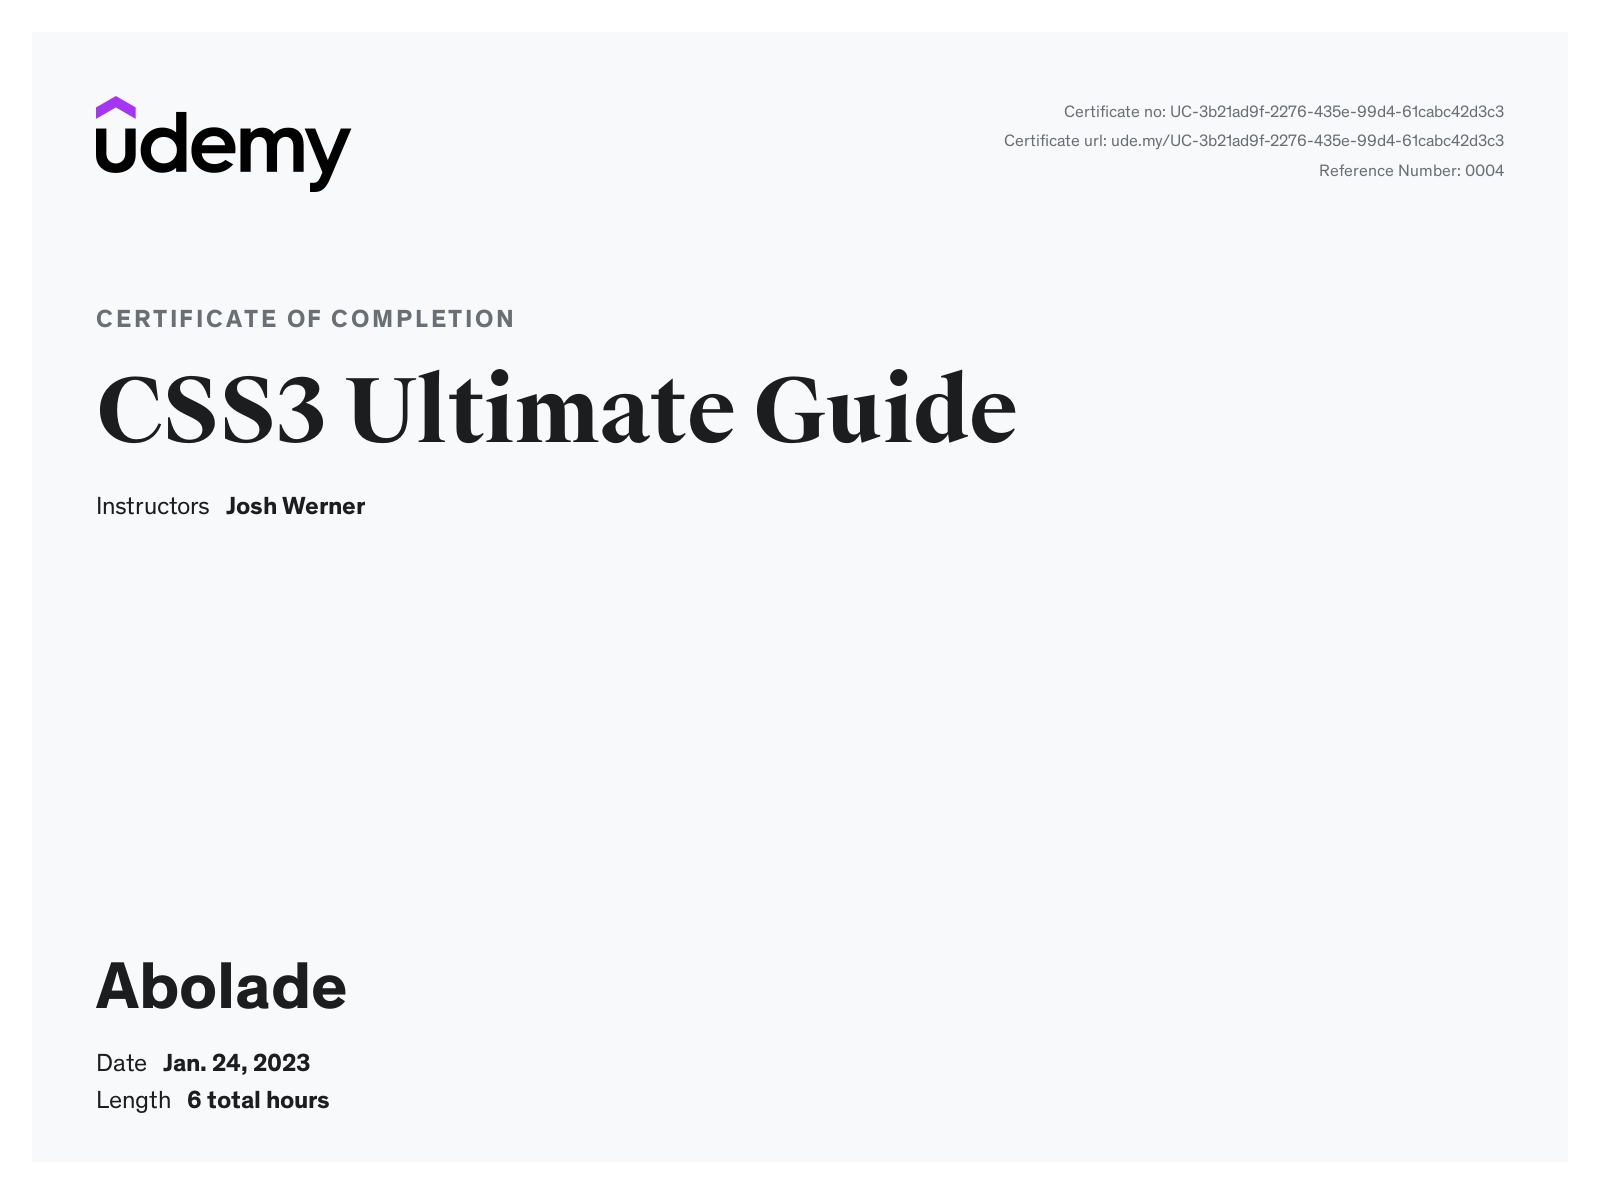 udemy
Certificate no: UC-3b21ad9f-2276-435e-99d4-61cabc42d3c3
Certificate url: ude.my/UC-3b21ad9f-2276-435e-99d4-61cabc42d3c3
Reference Number: 0004
CERTIFICATE OF COMPLETION
CSS3 Ultimate Guide
Instructors Josh Werner
Abolade
Date Jan. 24, 2023
Length 6 total hours